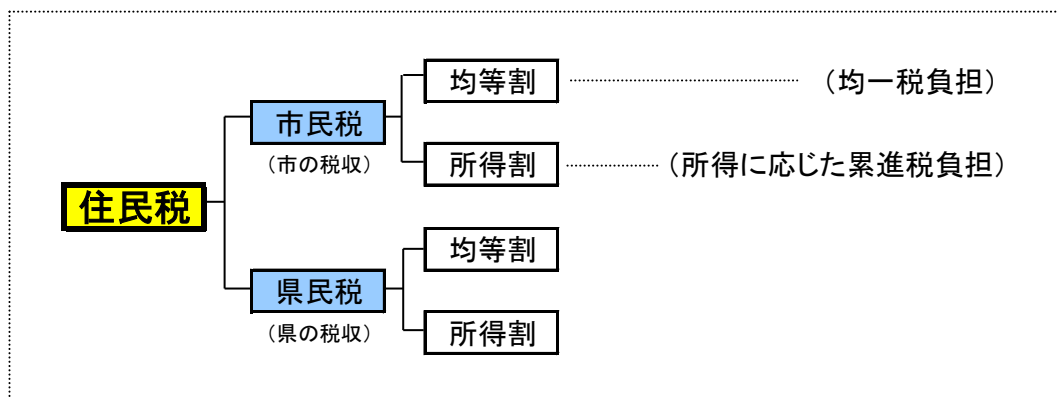 均等割
(均一税負担)
市民税
(市の税収)
所得割
(所得に応じた累進税負担)
住民税
均等割
県民税
(県の税収)
所得割